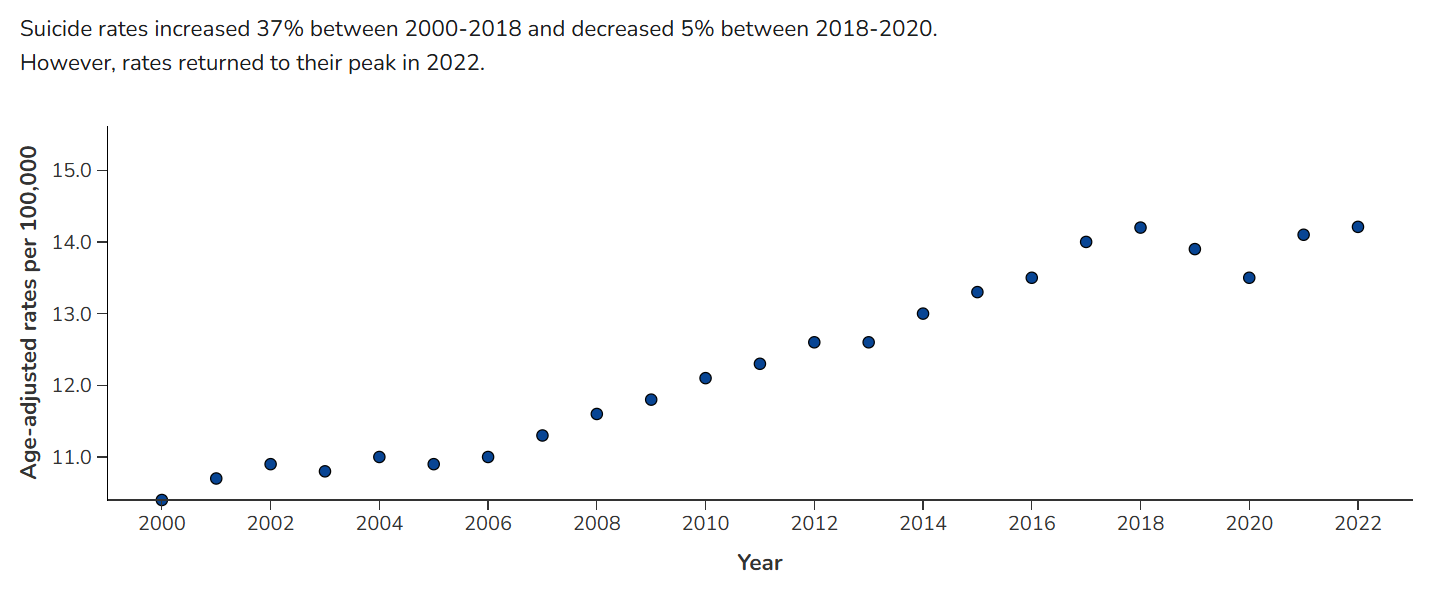 Suicide rates increased 37% between 2000-2018 and decreased 5% between 2018-2020.
However, rates returned to their peak in 2022.
Age-adjusted rates per 100,000
15.0
14.0
13.0
12.0
11.0
2000 2002 2004 2006 2008 2010 2012 2014 2016 2018 2020 2022
Year